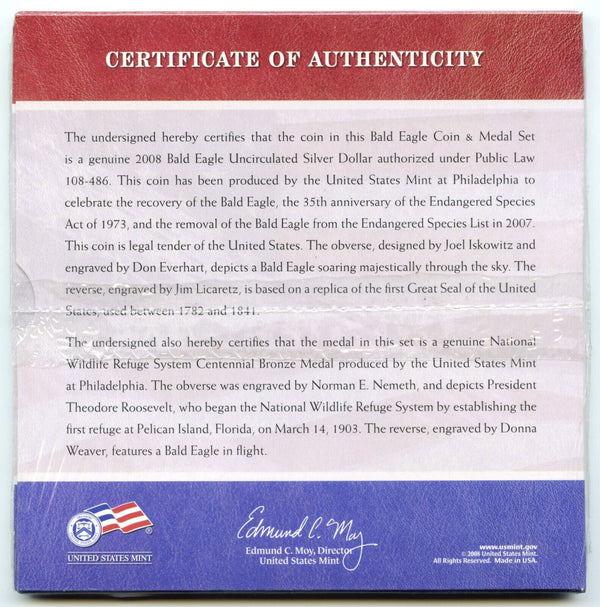 CERTIFICATE OF AUTHENTICITY
The undersigned hereby certifies that the coin in this Bald Eagle Coin & Medal Set
is a genuine 2008 Bald Eagle Uncirculated Silver Dollar authorized under Public Law
108-486. This coin has been produced by the United States Mint at Philadelphia to
celebrate the recovery of the Bald Eagle, the 35th anniversary of the Endangered Species
Act of 1973, and the removal of the Bald Eagle from the Endangered Species List in 2007.
This coin is legal tender of the United States. The obverse, designed by Joel Iskowitz and
engraved by Don Everhart, depicts a Bald Eagle soaring majestically through the sky. The
reverse, engraved by Jim Licaretz, is based on a replica of the first Great Seal of the United
States, used between 1782 and 1841.
The undersigned also hereby certifies that the medal in this set is a genuine National
Wildlife Refuge System Centennial Bronze Medal produced by the United States Mint
at Philadelphia. The obverse was engraved by Norman E. Nemeth, and depicts President
Theodore Roosevelt, who began the National Wildlife Refuge System by establishing the
first refuge at Pelican Island, Florida, on March 14, 1903. The reverse, engraved by Donna
Weaver, features a Bald Eagle in flight.
UNITED STATES MINT
Edmund C. Moy
Edmund C. Moy, Director
United States Mint
www.usmint.gov
© 2008 United States Mint.
All Rights Reserved. Made in USA.